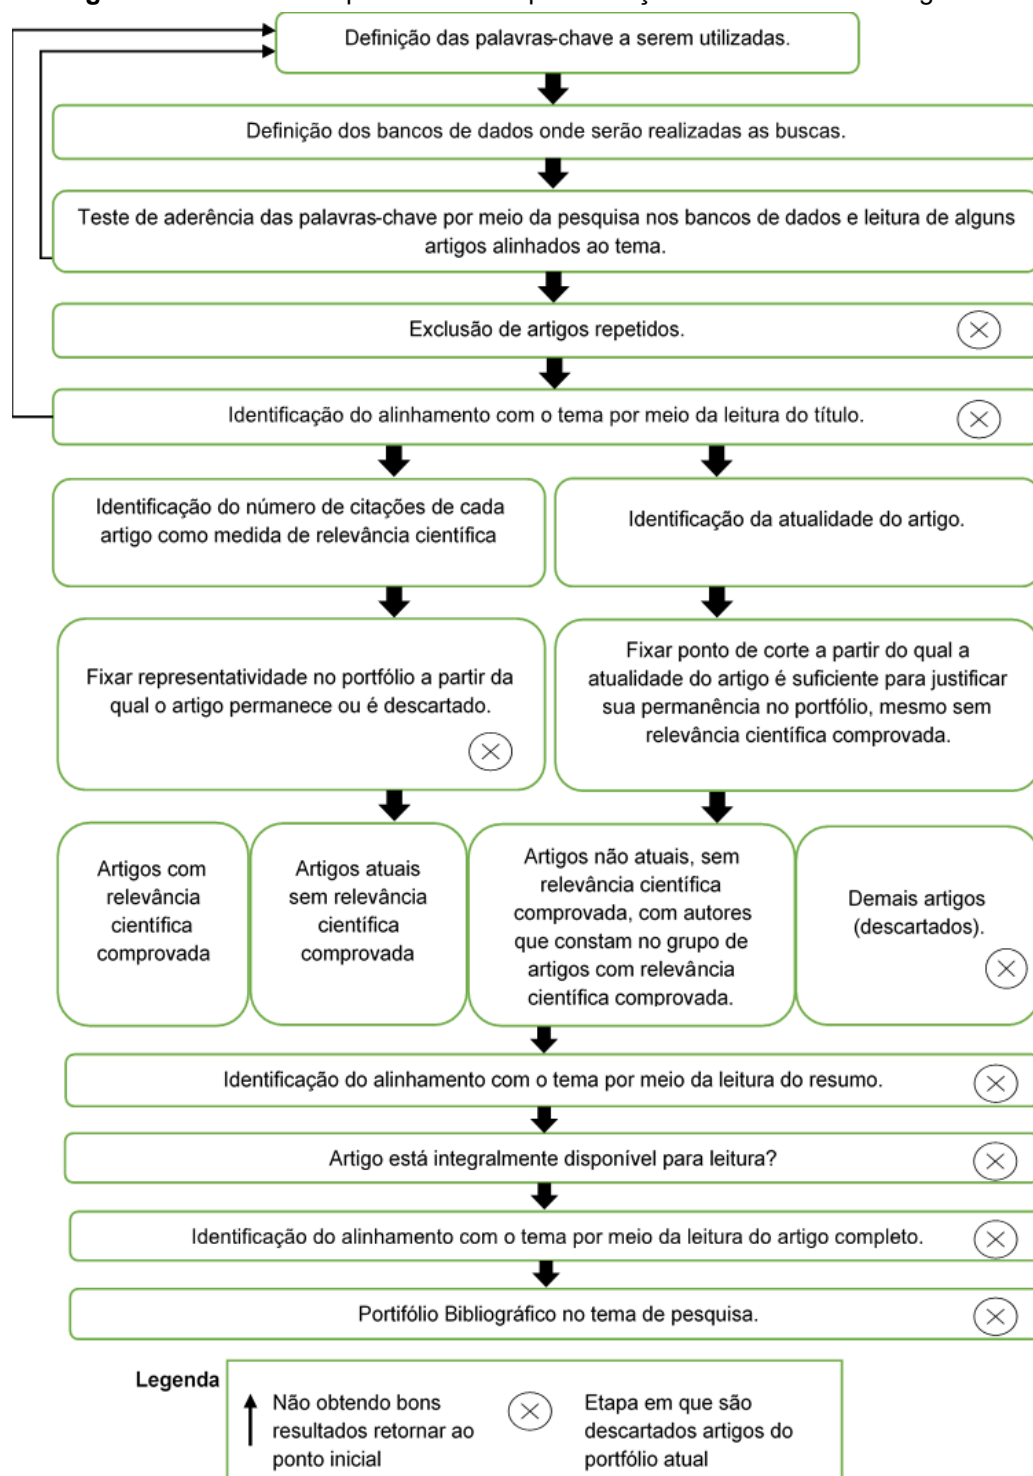 Definição das palavras-chave a serem utilizadas.
Definição dos bancos de dados onde serão realizadas as buscas.
Teste de aderência das palavras-chave por meio da pesquisa nos bancos de dados e leitura de alguns
artigos alinhados ao tema.
Exclusão de artigos repetidos.
Identificação do alinhamento com o tema por meio da leitura do título.
Identificação do número de citações de cada
artigo como medida de relevância científica
Identificação da atualidade do artigo.
Fixar representatividade no portfólio a partir da
qual o artigo permanece ou é descartado.
Fixar ponto de corte a partir do qual a
atualidade do artigo é suficiente para justificar
sua permanência no portfólio, mesmo sem
relevância científica comprovada.
Artigos com
relevância
científica
comprovada
Artigos atuais
sem relevância
científica
comprovada
Artigos não atuais, sem
relevância científica
comprovada, com autores
que constam no grupo de
artigos com relevância
científica comprovada.
Demais artigos
(descartados).
Identificação do alinhamento com o tema por meio da leitura do resumo.
Artigo está integralmente disponível para leitura?
Identificação do alinhamento com o tema por meio da leitura do artigo completo.
Portifólio Bibliográfico no tema de pesquisa.
Legenda
Não obtendo bons
resultados retornar ao
ponto inicial
Etapa em que são
descartados artigos do
portfólio atual